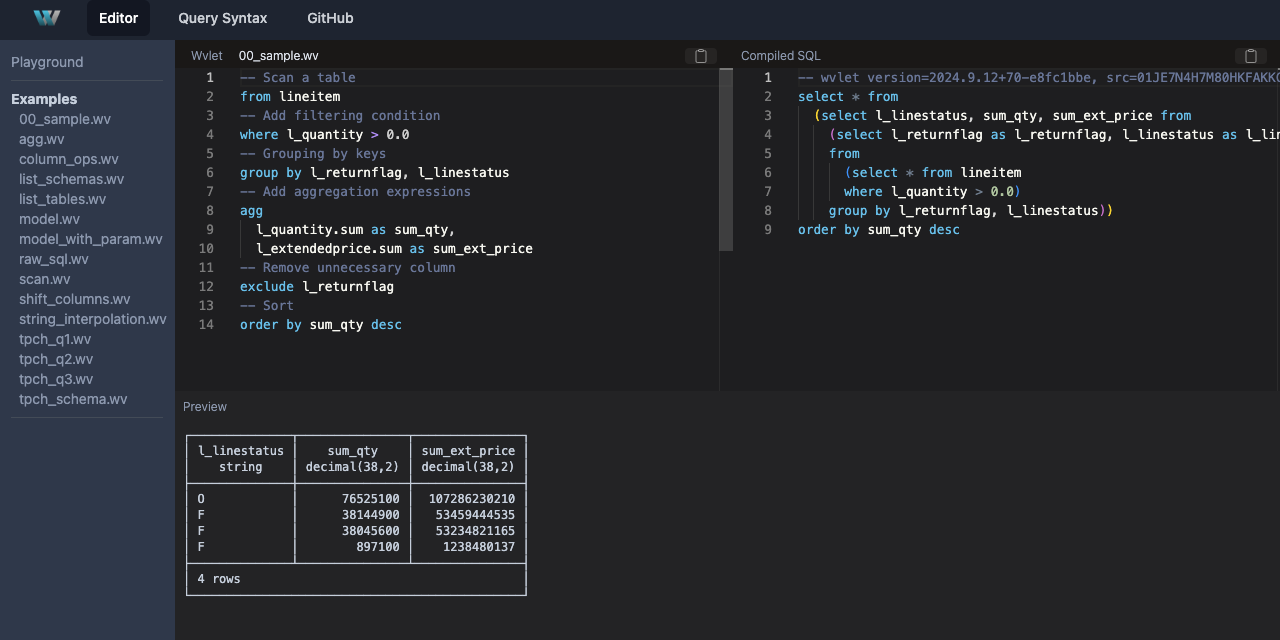 Editor
Query Syntax
GitHub
Playground
Examples
00_sample.wv
agg.wv
column_ops.wv
list_schemas.wv
list_tables.wv
model.wv
model_with_param.wv
raw_sql.wv
scan.wv
shift_columns.wv
string_interpolation.wv
tpch_q1.wv
tpch_q2.wv
tpch_q3.wv
tpch_schema.wv
Wvlet 00_sample.wv
1 -- Scan a table
2 from lineitem
3 -- Add filtering condition
4 where l_quantity > 0.0
5 -- Grouping by keys
6 group by l_returnflag, l_linestatus
7 -- Add aggregation expressions
8 agg
9 l_quantity.sum as sum_qty,
10 l_extendedprice.sum as sum_ext_price
11 -- Remove unnecessary column
12 exclude l_returnflag
13 -- Sort
14 order by sum_qty desc
Compiled SQL
1 -- wvlet version=2024.9.12+70-e8fc1bbe, src=01JE7N4H7M80HKFAKK
2 select * from
3 (select l_linestatus, sum_qty, sum_ext_price from
4 (select l_returnflag as l_returnflag, l_linestatus as l_lin
5 from
6 (select * from lineitem
7 where l_quantity > 0.0)
8 group by l_returnflag, l_linestatus))
9 order by sum_qty desc
Preview
l_linestatus sum_qty sum_ext_price
string decimal(38,2) decimal(38,2)
O 76525100 107286230210
F 38144900 53459444535
F 38045600 53234821165
F 897100 1238480137
4 rows